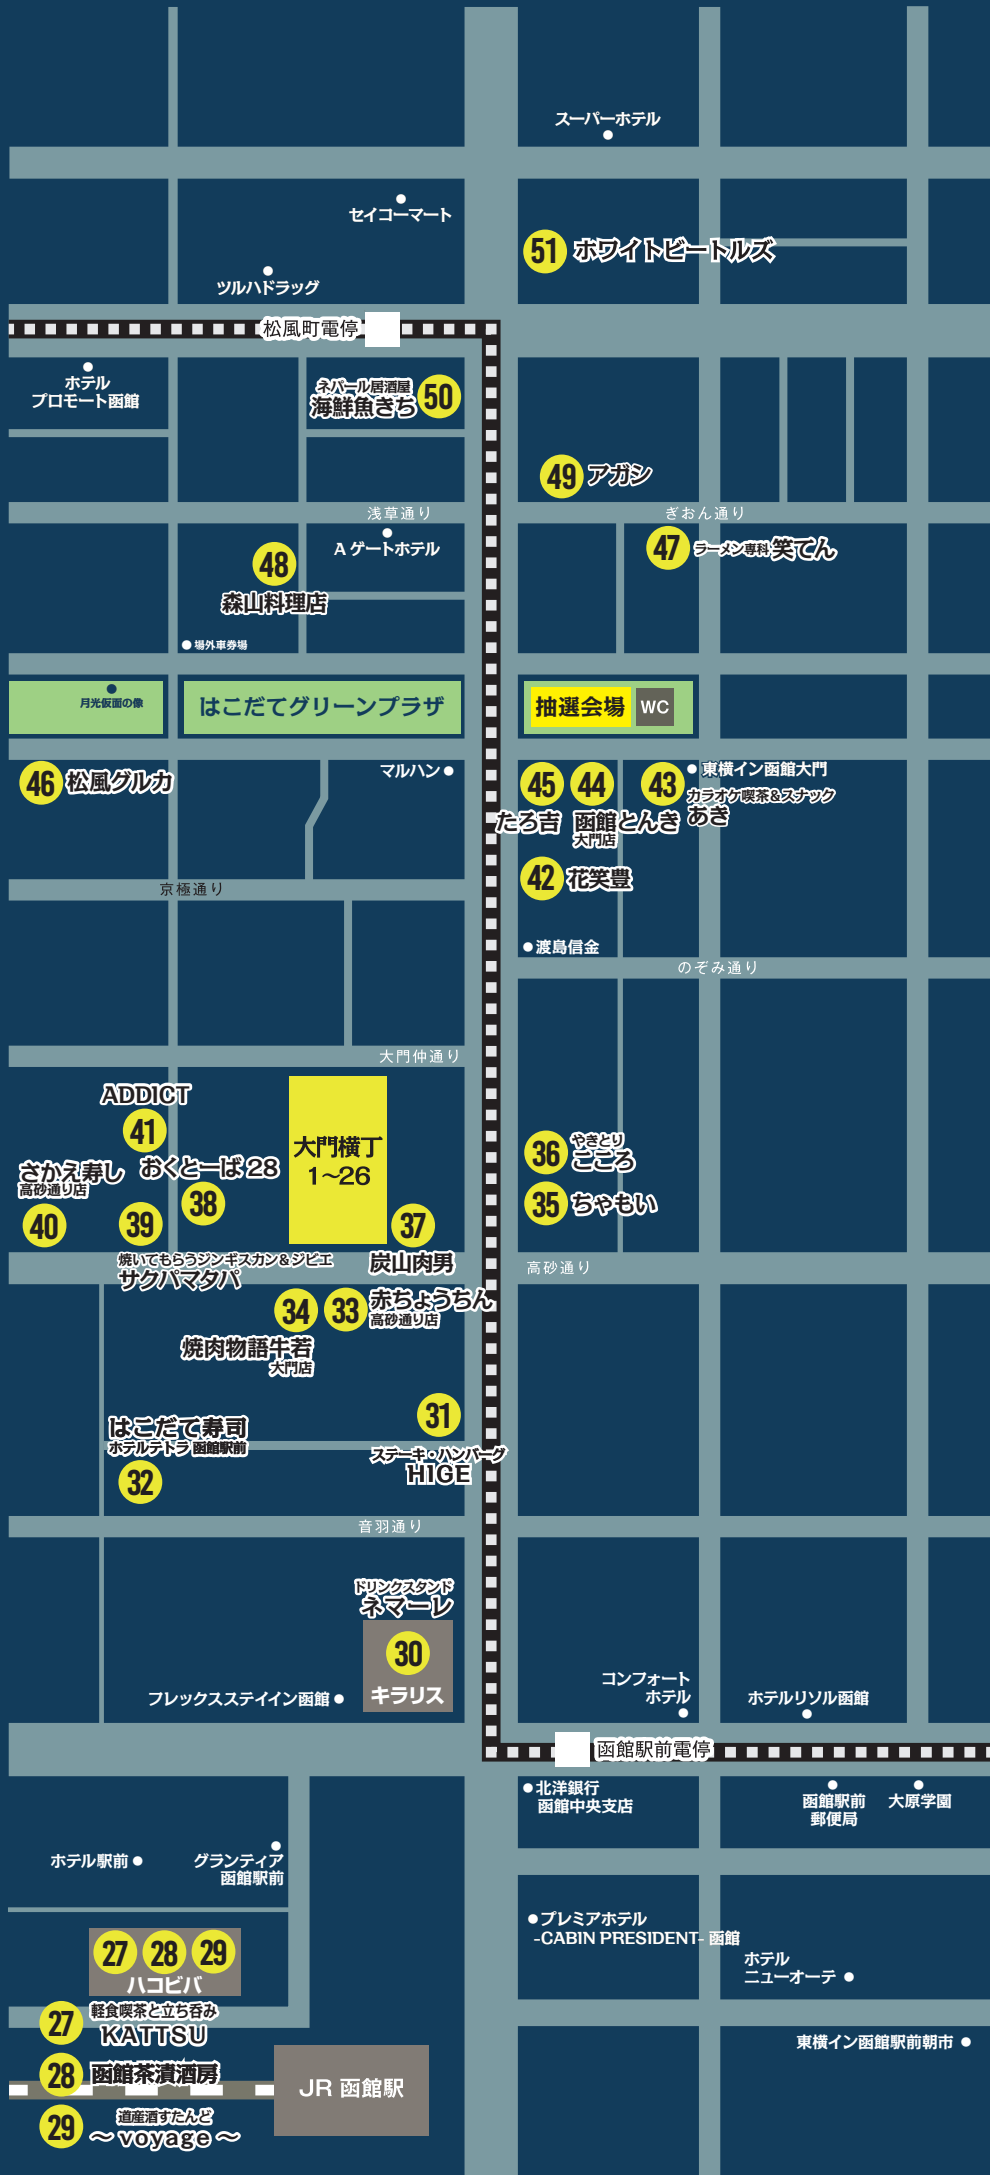 スーパーホテル
セイコーマート
51 ホワイトビートルズ
ツルハドラッグ
松風町電停
ホテル
プロモート函館
ネパール居酒屋
海鮮魚きち
50
49 アガシ
浅草通り
ぎおん通り
A ゲートホテル
47 ラーメン専科 笑てん
48
森山料理店
場外車券場
月光仮面の像
はこだてグリーンプラザ
抽選会場 WC
46 松風グルカ
マルハン
東横イン函館大門
45 44 43
カラオケ喫茶&スナック
あき
たろ吉
函館とんき
大門店
42 花笑豊
京極通り
渡島信金
のぞみ通り
大門仲通り
ADDICT
41
大門横丁
1〜26
おくとーば 28
38
さかえ寿し
高砂通り店
40
39
焼いてもらうジンギスカン&ジビエ
サクパマタパ
36 やきとり
こころ
35 ちゃもい
37
炭山肉男
高砂通り
34 33 赤ちょうちん
高砂通り店
焼肉物語牛若
大門店
31
ステーキ・ハンバーグ
HIGE
はこだて寿司
ホテルテトラ 函館駅前
32
音羽通り
ドリンクスタンド
ネマーレ
30
キラリス
フレックスステイイン函館
コンフォート
ホテル
ホテルリソル函館
函館駅前電停
北洋銀行
函館中央支店
函館駅前
郵便局
大原学園
ホテル駅前
グランティア
函館駅前
プレミアホテル
-CABIN PRESIDENT- 函館
ホテル
ニューオーテ
27 28 29
ハコビバ
27 軽食喫茶と立ち呑み
KATTSU
東横イン函館駅前朝市
28 函館茶漬酒房
JR 函館駅
29 道産酒すたんど
〜 voyage 〜